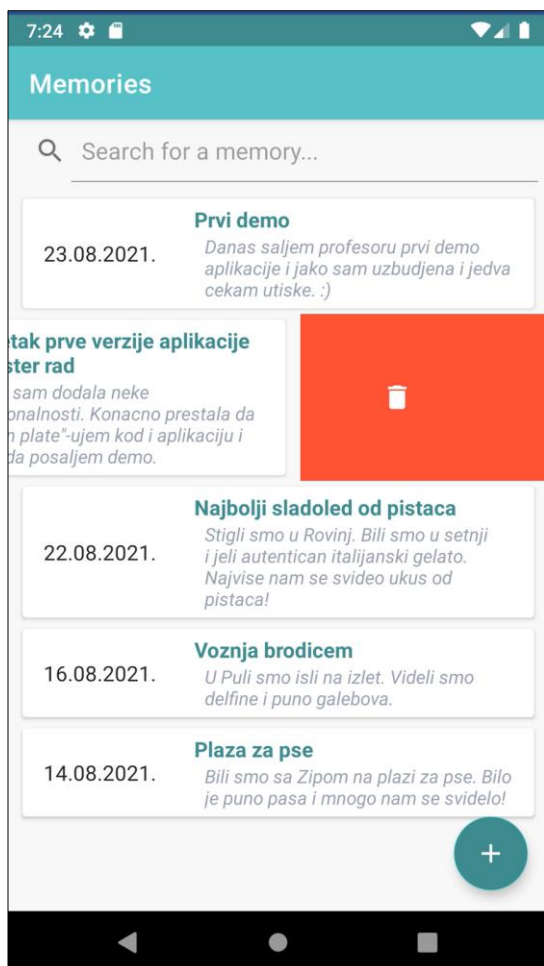 7:24
Memories
Search for a memory...
Prvi demo
23.08.2021.
Danas saljem profesoru prvi demo
aplikacije i jako sam uzbudjena i jedva
cekam utiske. :)
etak prve verzije aplikacije
ster rad
sam dodala neke
onalnosti. Konacno prestala da
n plate"-ujem kod i aplikaciju i
da posaljem demo.
Najbolji sladoled od pistaca
22.08.2021.
Stigli smo u Rovinj. Bili smo u setnji
i jeli autentican italijanski gelato.
Najvise nam se svideo ukus od
pistaca!
Voznja brodicem
16.08.2021.
U Puli smo isli na izlet. Videli smo
delfine i puno galebova.
Plaza za pse
14.08.2021.
Bili smo sa Zipom na plazi za pse. Bilo
je puno pasa i mnogo nam se svidelo!
+